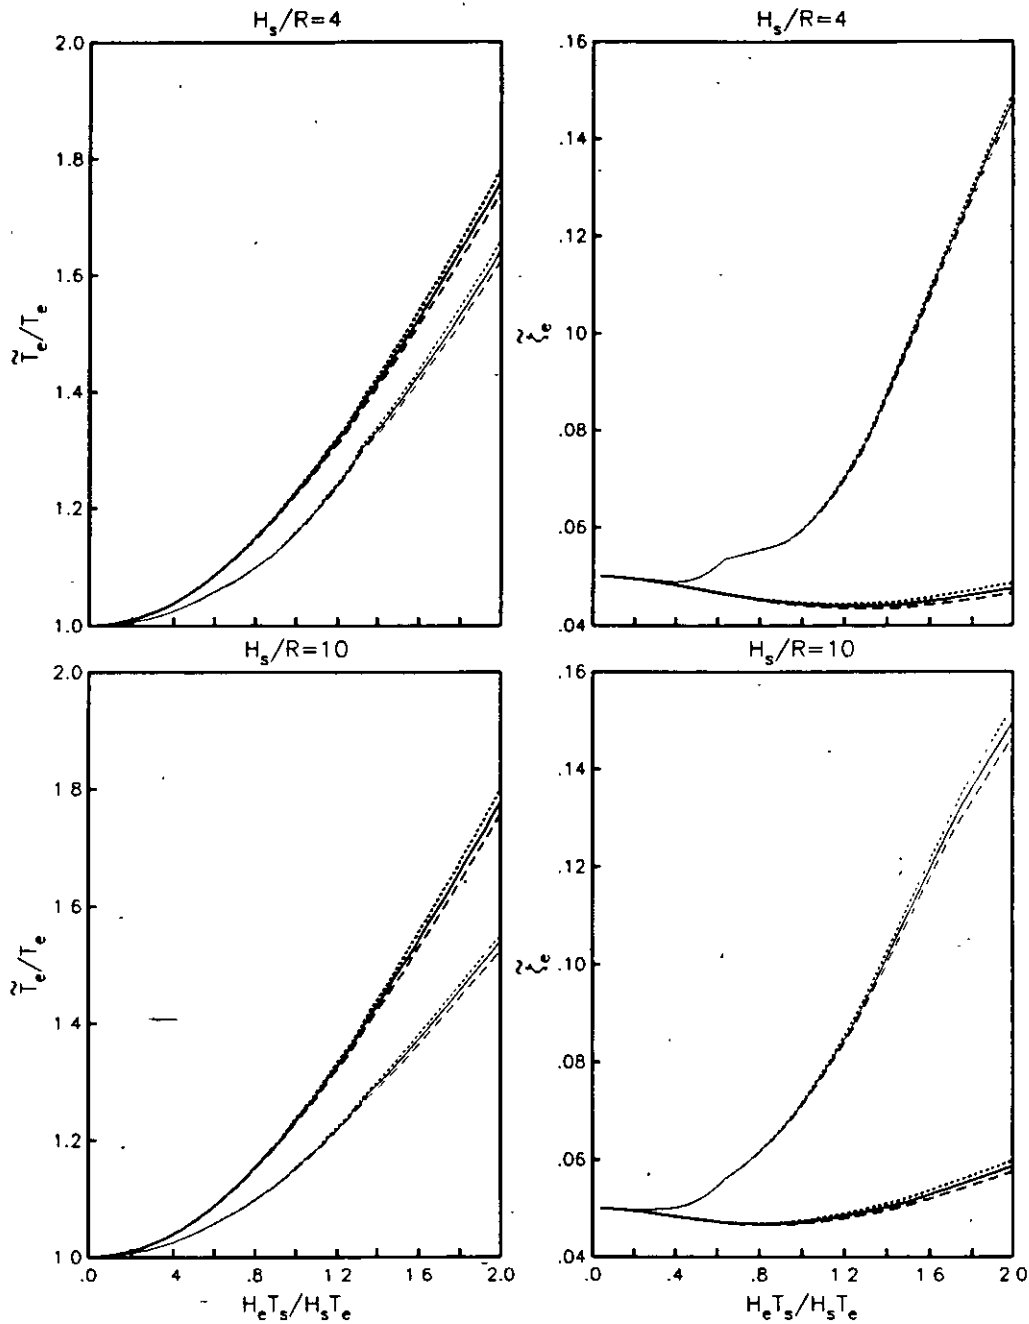 H_s/R=4
2.0
1.8
1.6
1.4
1.2
1.0
T̃_e/T_e
H_s/R=4
.16
.14
.12
.10
.08
.06
.04
ξ̃_e
H_s/R=10
2.0
1.8
1 6
1.4
1.2
1 0
T̃_e/T_e
.0 4 .8 1.2 1.6 2.0
H_eT_s/H_sT_e
H_s/R=10
.16
.14
.12
.10
.08
.06
.04
ξ̃_e
.0 .4 .8 1.2 1 6 2 0
H_eT_s/H_sT_e